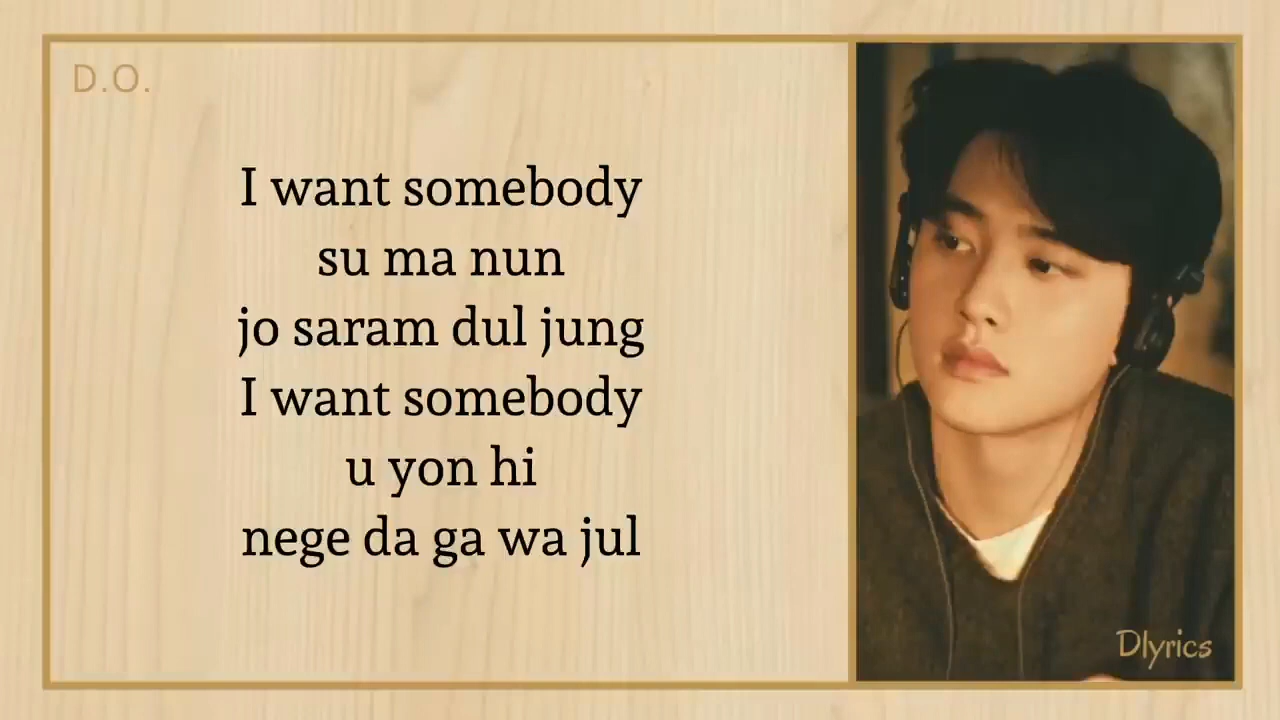 D.O.
I want somebody
su ma nun
jo saram dul jung
I want somebody
u yon hi
nege da ga wa jul
Dlyrics